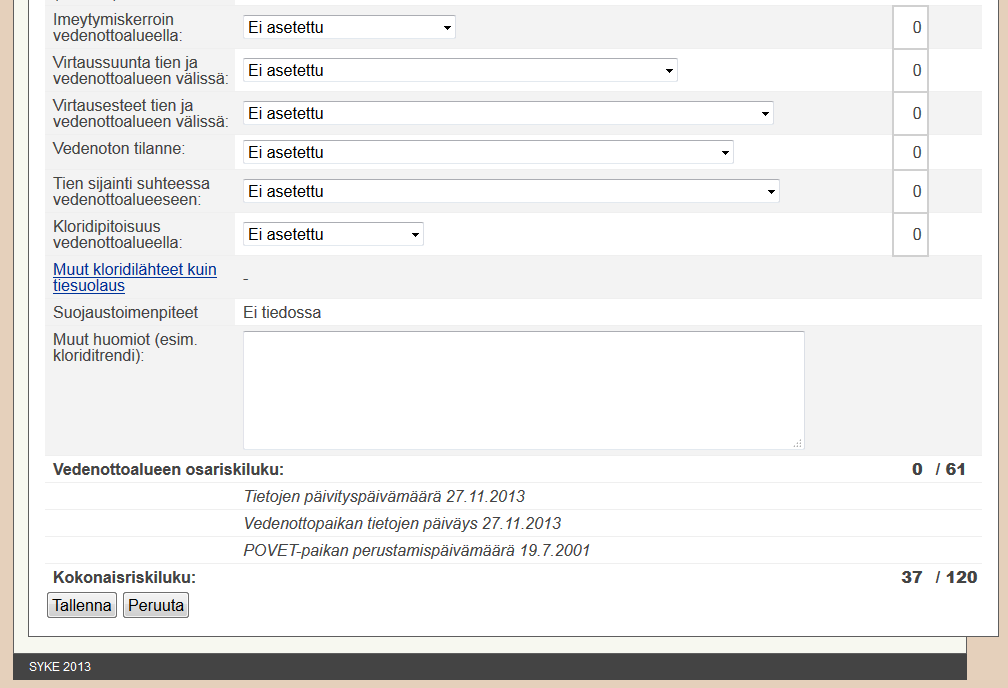 Imeytymiskerroin
vedenottoalueella:
Ei asetettu
0
Virtaussuunta tien ja
vedenottoalueen välissä:
Ei asetettu
0
Virtausesteet tien ja
vedenottoalueen välissä:
Ei asetettu
0
Vedenoton tilanne:
Ei asetettu
0
Tien sijainti suhteessa
vedenottoalueeseen:
Ei asetettu
0
Kloridipitoisuus
vedenottoalueella:
Ei asetettu
0
Muut kloridilähteet kuin
tiesuolaus
-
Suojaustoimenpiteet
Ei tiedossa
Muut huomiot (esim.
kloriditrendi):
Vedenottoalueen osariskiluku:
0 / 61
Tietojen päivityspäivämäärä 27.11.2013
Vedenottopaikan tietojen päiväys 27.11.2013
POVET-paikan perustamispäivämäärä 19.7.2001
Kokonaisriskiluku:
37 / 120
Tallenna
Peruuta
SYKE 2013